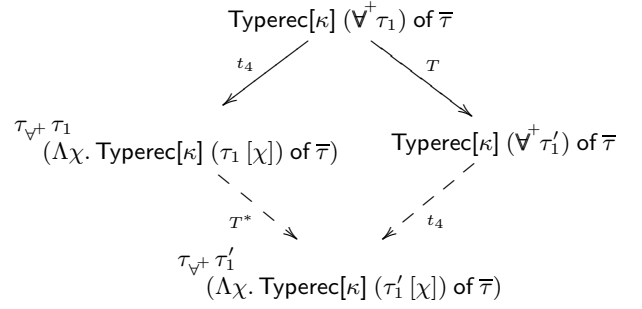 Typerec[κ] (∀⁺ τ₁) of τ̅
t₄ T
τ_∀⁺ τ₁
(Λχ. Typerec[κ] (τ₁ [χ]) of τ̅)
Typerec[κ] (∀⁺ τ₁′) of τ̅
T* t₄
τ_∀⁺ τ₁′
(Λχ. Typerec[κ] (τ₁′ [χ]) of τ̅)